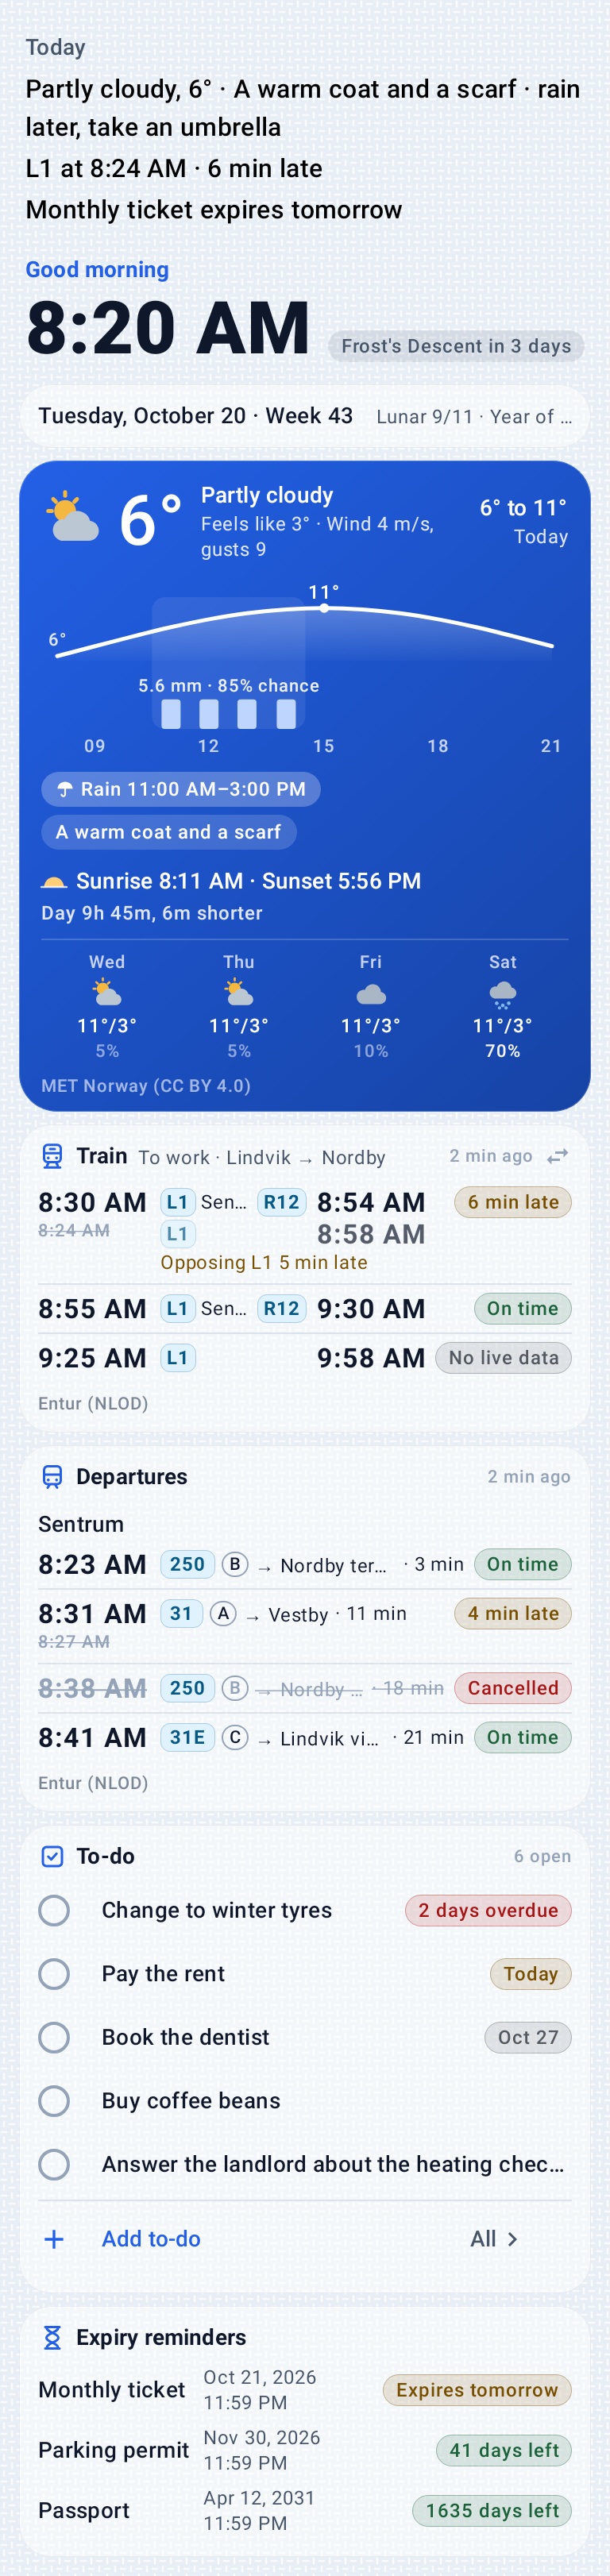 Today
Partly cloudy, 6° · A warm coat and a scarf · rain
later, take an umbrella
L1 at 8:24 AM · 6 min late
Monthly ticket expires tomorrow
Good morning
8:20 AM Frost's Descent in 3 days
Tuesday, October 20 · Week 43 Lunar 9/11 · Year of …
6° Partly cloudy 6° to 11°
Feels like 3° · Wind 4 m/s, Today
gusts 9
11°
6°
5.6 mm · 85% chance
09 12 15 18 21
Rain 11:00 AM–3:00 PM
A warm coat and a scarf
Sunrise 8:11 AM · Sunset 5:56 PM
Day 9h 45m, 6m shorter
Wed Thu Fri Sat
11°/3° 11°/3° 11°/3° 11°/3°
5% 5% 10% 70%
MET Norway (CC BY 4.0)
Train To work · Lindvik → Nordby 2 min ago
8:30 AM L1 Sen… R12 8:54 AM 6 min late
8:24 AM L1 8:58 AM
Opposing L1 5 min late
8:55 AM L1 Sen… R12 9:30 AM On time
9:25 AM L1 9:58 AM No live data
Entur (NLOD)
Departures 2 min ago
Sentrum
8:23 AM 250 B → Nordby ter… · 3 min On time
8:31 AM 31 A → Vestby · 11 min 4 min late
8:27 AM
8:38 AM 250 B → Nordby … · 18 min Cancelled
8:41 AM 31E C → Lindvik vi… · 21 min On time
Entur (NLOD)
To-do 6 open
Change to winter tyres 2 days overdue
Pay the rent Today
Book the dentist Oct 27
Buy coffee beans
Answer the landlord about the heating chec…
Add to-do All
Expiry reminders
Monthly ticket Oct 21, 2026 Expires tomorrow
11:59 PM
Parking permit Nov 30, 2026 41 days left
11:59 PM
Passport Apr 12, 2031 1635 days left
11:59 PM